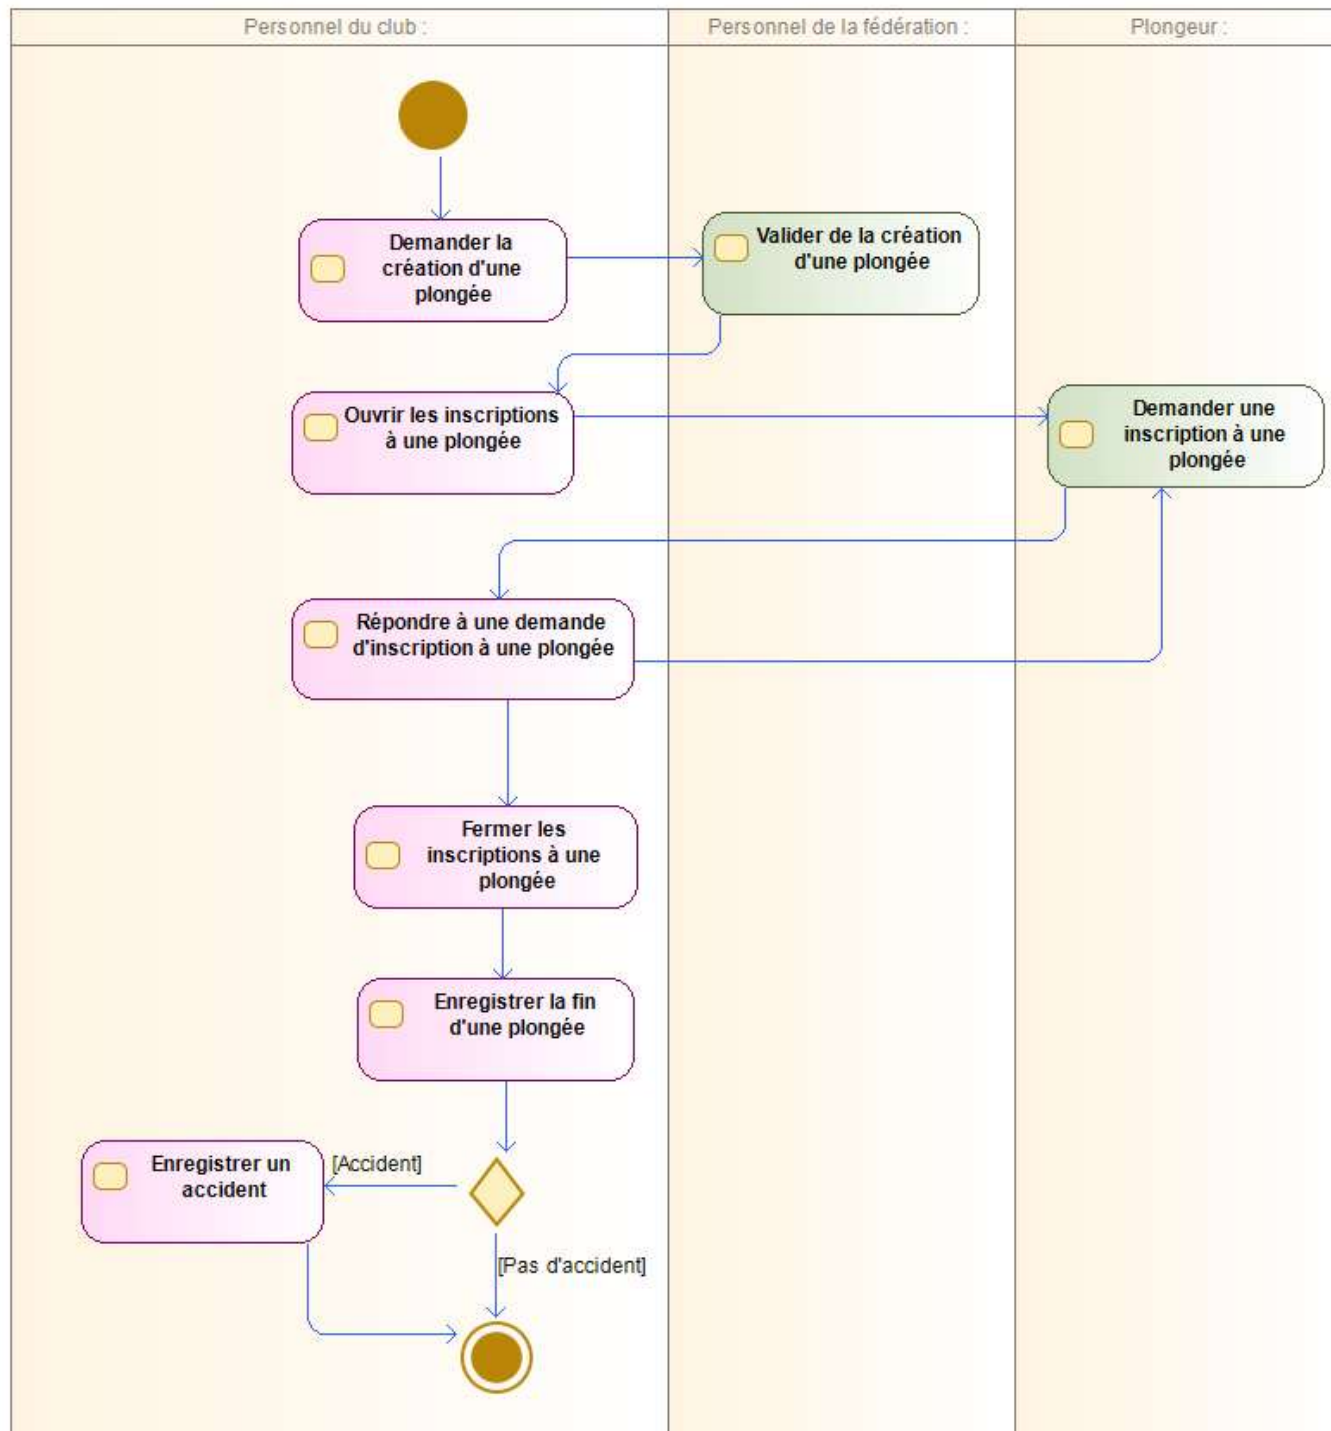 Personnel du club :
Personnel de la fédération :
Plongeur :
Demander la
création d'une
plongée
Valider de la création
d'une plongée
Ouvrir les inscriptions
à une plongée
Demander une
inscription à une
plongée
Répondre à une demande
d'inscription à une plongée
Fermer les
inscriptions à une
plongée
Enregistrer la fin
d'une plongée
Enregistrer un
accident
[Accident]
[Pas d'accident]